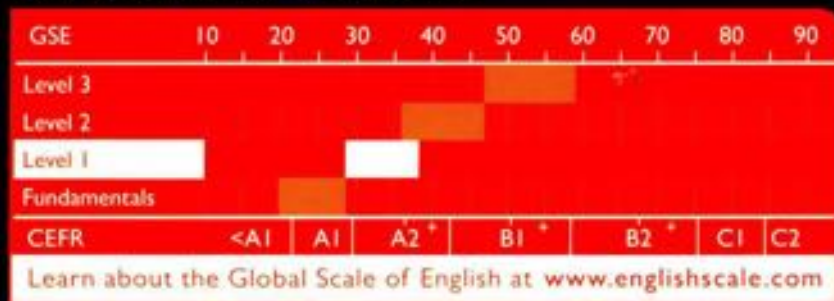 GSE 10 20 30 40 50 60 70 80 90
Level 3
Level 2
Level 1
Fundamentals
CEFR <A1 A1 A2+ B1+ B2+ C1 C2
Learn about the Global Scale of English at www.englishscale.com